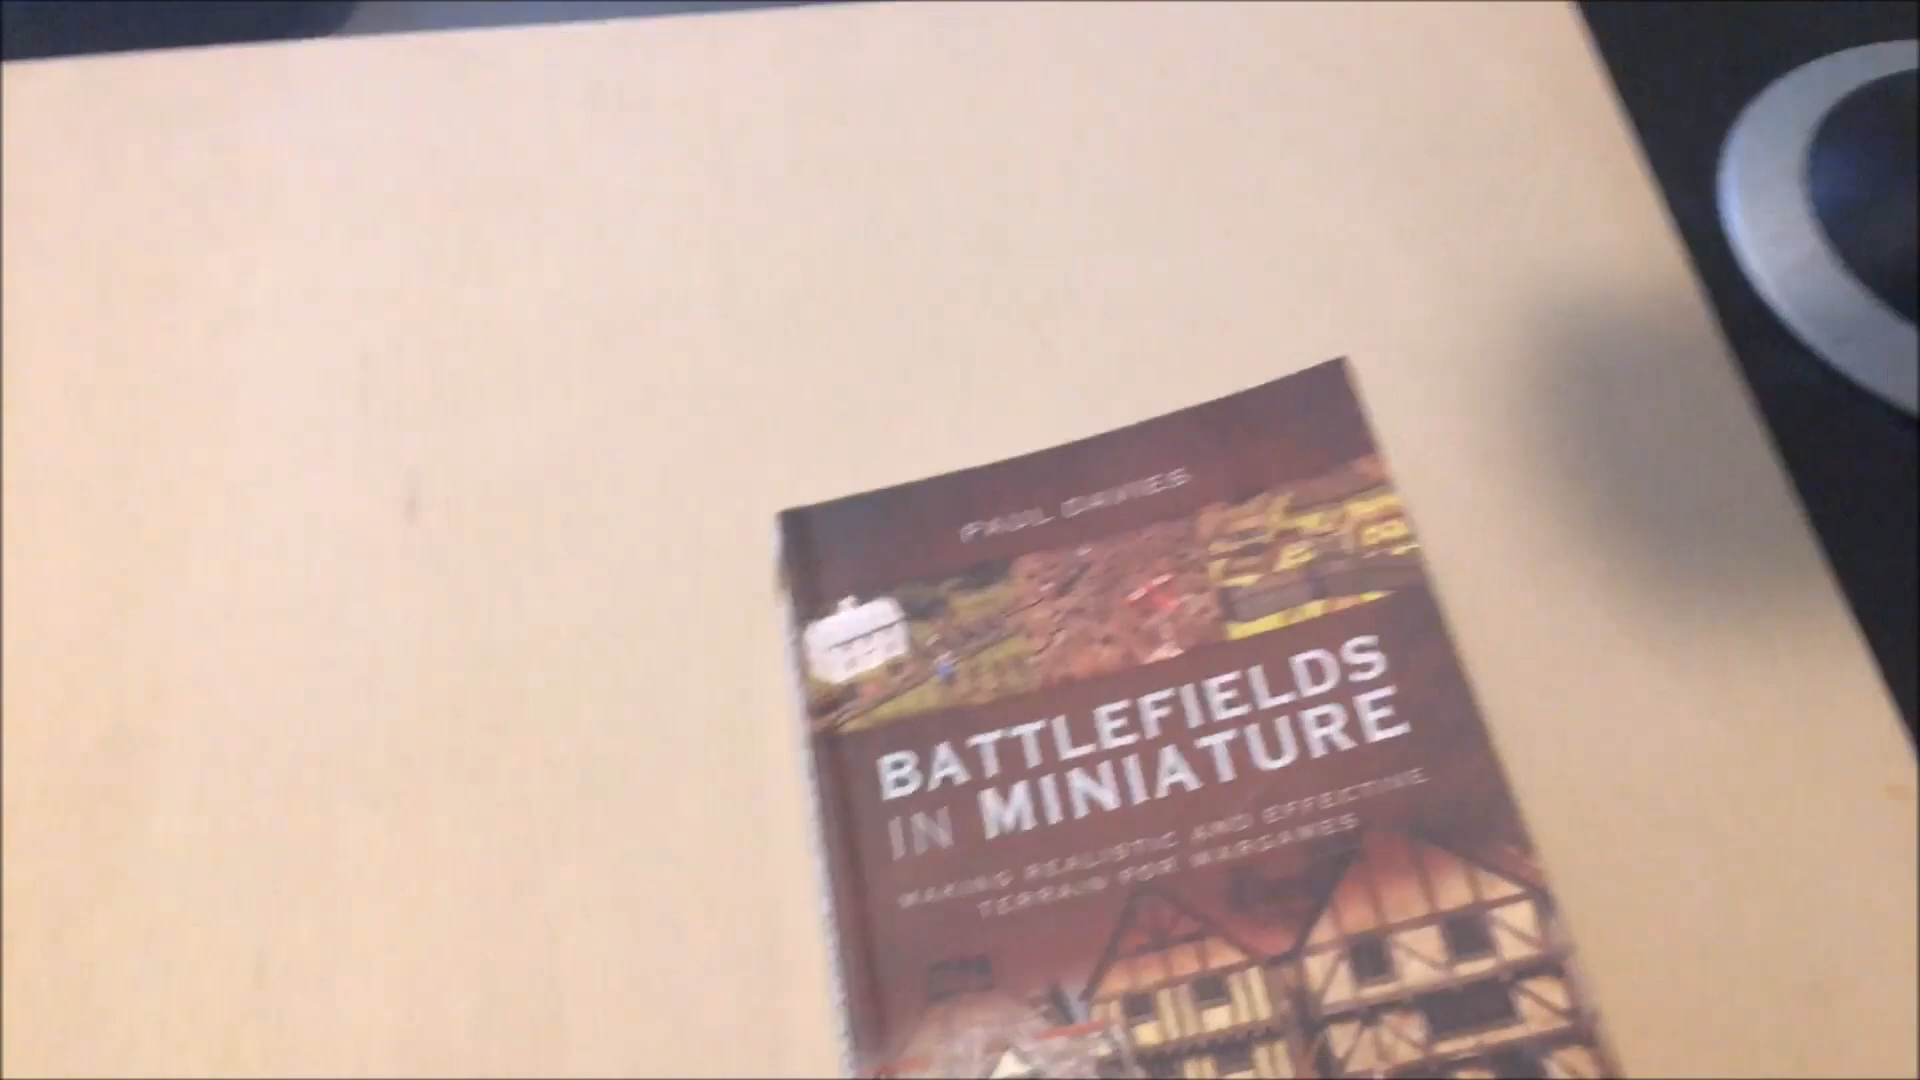 PAUL DAVIES
BATTLEFIELDS
IN MINIATURE
MAKING REALISTIC AND EFFECTIVE
TERRAIN FOR WARGAMES